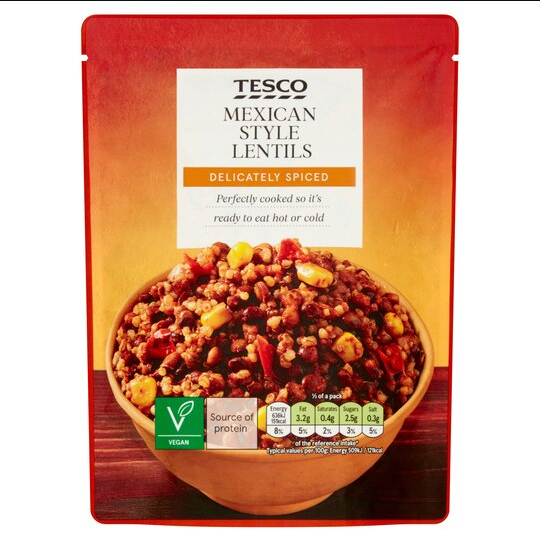 TESCO
MEXICAN
STYLE
LENTILS
DELICATELY SPICED
Perfectly cooked so it's
ready to eat hot or cold
VEGAN
Source of
protein
⅓ of a pack
Energy Fat Saturates Sugars Salt
638kJ 3.2g 0.4g 2.5g 0.3g
151kcal
8% 5% 2% 3% 5%
of the reference intake*
Typical values per 100g: Energy 509kJ / 121kcal